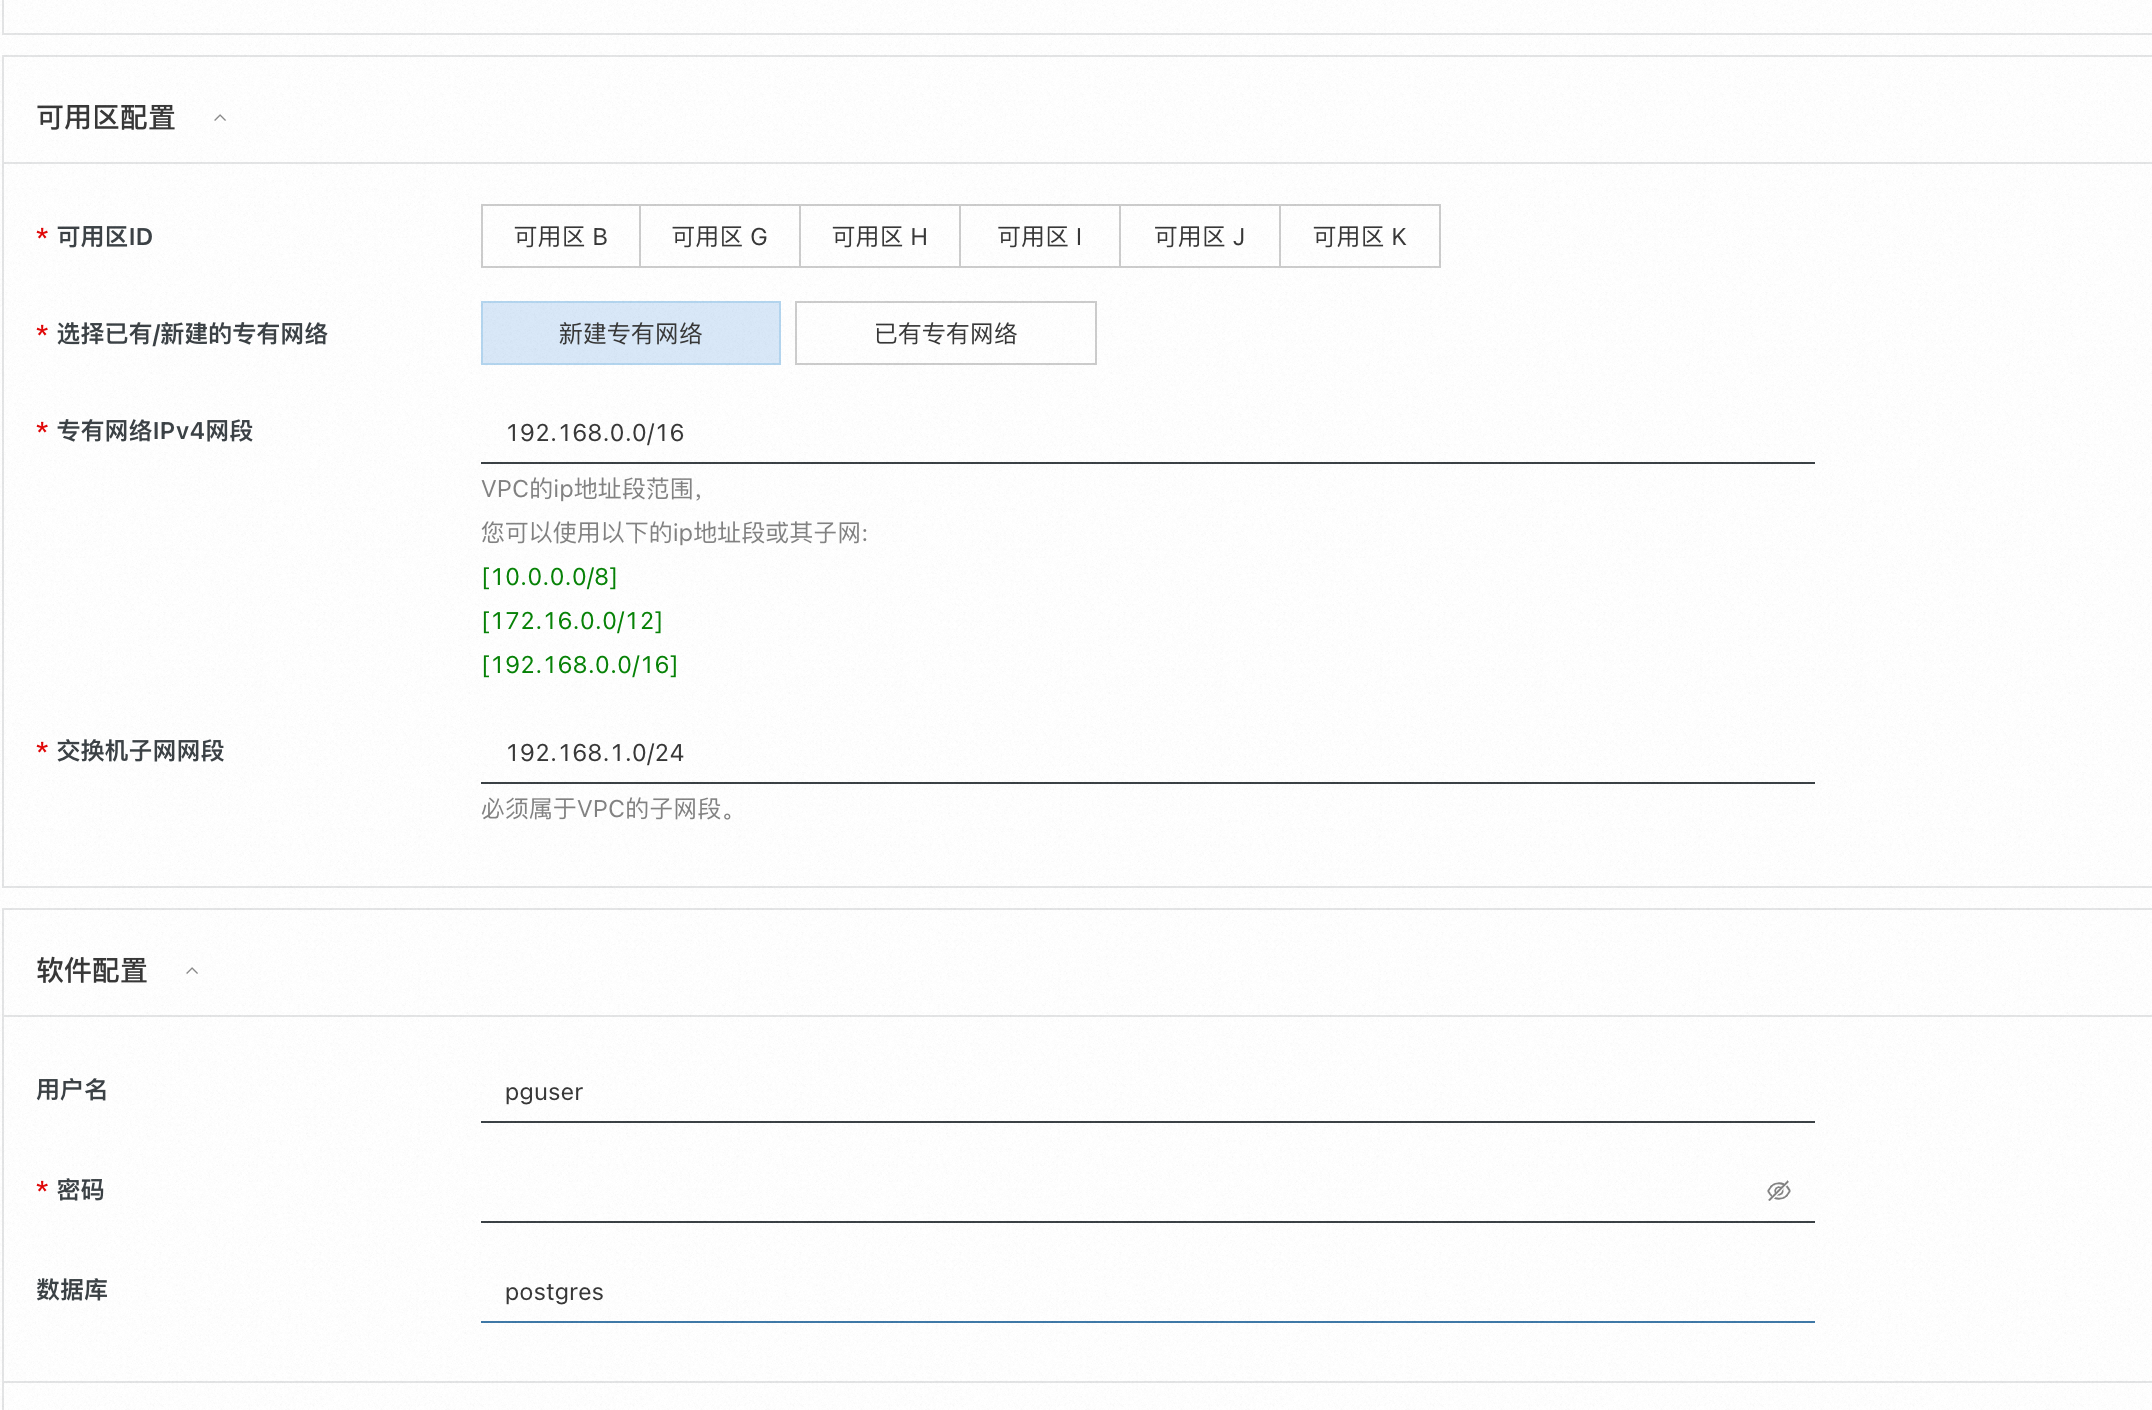 可用区配置
* 可用区ID
可用区 B 可用区 G 可用区 H 可用区 I 可用区 J 可用区 K
* 选择已有/新建的专有网络
新建专有网络 已有专有网络
* 专有网络IPv4网段
192.168.0.0/16
VPC的ip地址段范围,
您可以使用以下的ip地址段或其子网:
[10.0.0.0/8]
[172.16.0.0/12]
[192.168.0.0/16]
* 交换机子网网段
192.168.1.0/24
必须属于VPC的子网段。
软件配置
用户名
pguser
* 密码
数据库
postgres